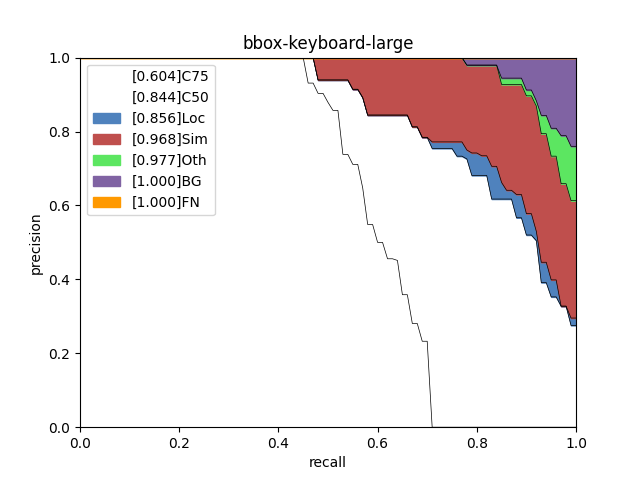 bbox-keyboard-large
1.0
0.8
0.6
0.4
0.2
0.0
precision
[0.604]C75
[0.844]C50
[0.856]Loc
[0.968]Sim
[0.977]Oth
[1.000]BG
[1.000]FN
0.0 0.2 0.4 0.6 0.8 1.0
recall